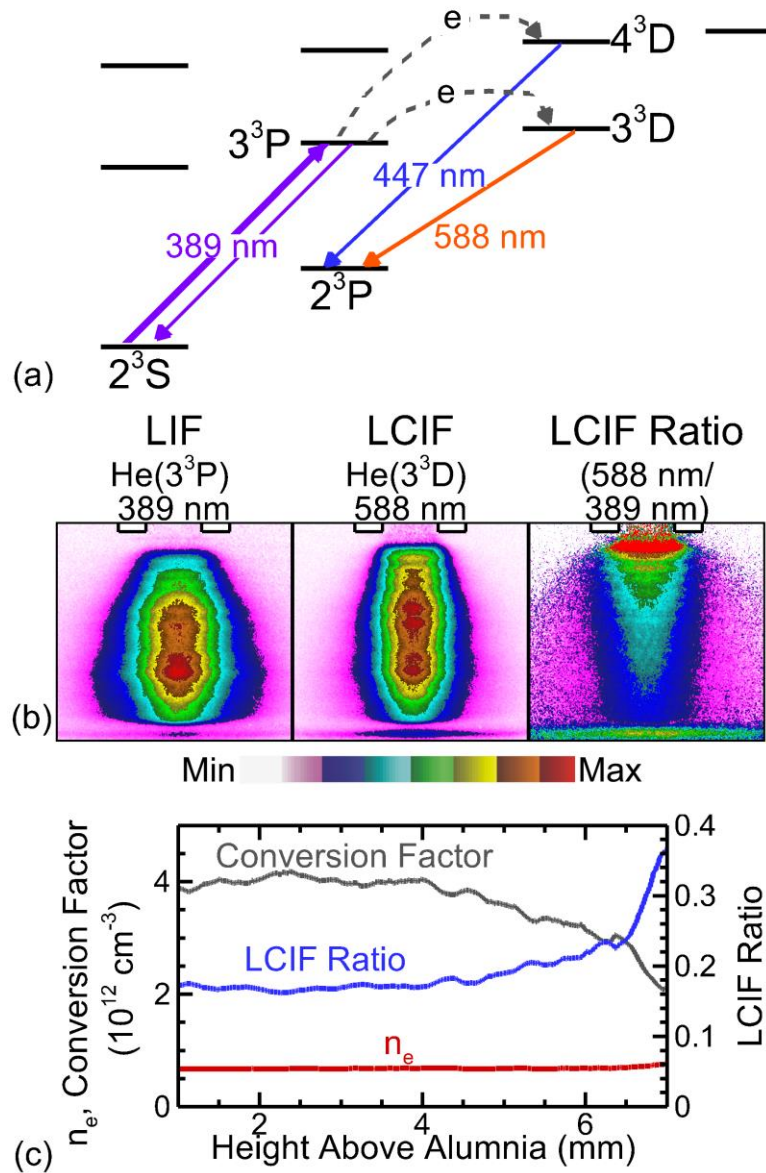 (a)
e
4³D
e
3³P
3³D
447 nm
389 nm
588 nm
2³P
2³S
LIF
He(3³P)
389 nm
LCIF
He(3³D)
588 nm
LCIF Ratio
(588 nm/
389 nm)
(b)
Min
Max
nₑ, Conversion Factor
(10¹² cm⁻³)
4
2
0
Conversion Factor
LCIF Ratio
nₑ
0.4
0.3
0.2
0.1
0.0
LCIF Ratio
2
4
6
Height Above Alumnia (mm)
(c)